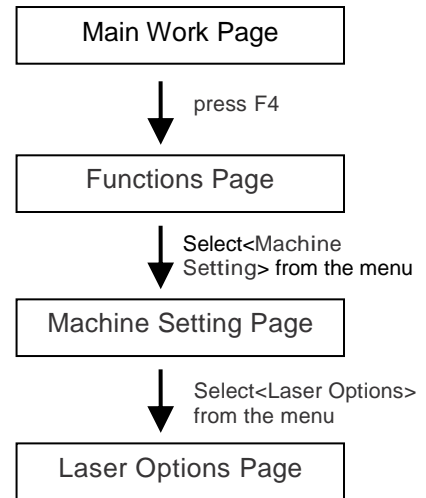 Main Work Page
press F4
Functions Page
Select<Machine
Setting> from the menu
Machine Setting Page
Select<Laser Options>
from the menu
Laser Options Page